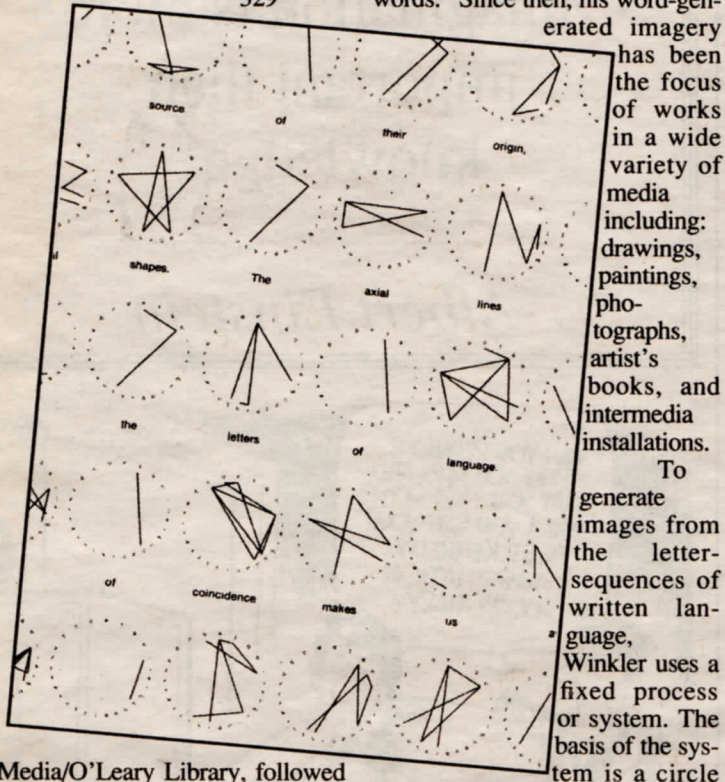 329
words. Since then, his word-gen-
erated imagery
has been
the focus
of works
in a wide
variety of
media
including:
drawings,
paintings,
pho-
tographs,
artist's
books, and
intermedia
installations.
To
generate
images from
the letter-
sequences of
written lan-
guage,
Winkler uses a
fixed process
or system. The
basis of the sys-
tem is a circle
source of their origin,
shapes. The axial lines
the letters of language.
of coincidence makes us
Media/O'Leary Library, followed